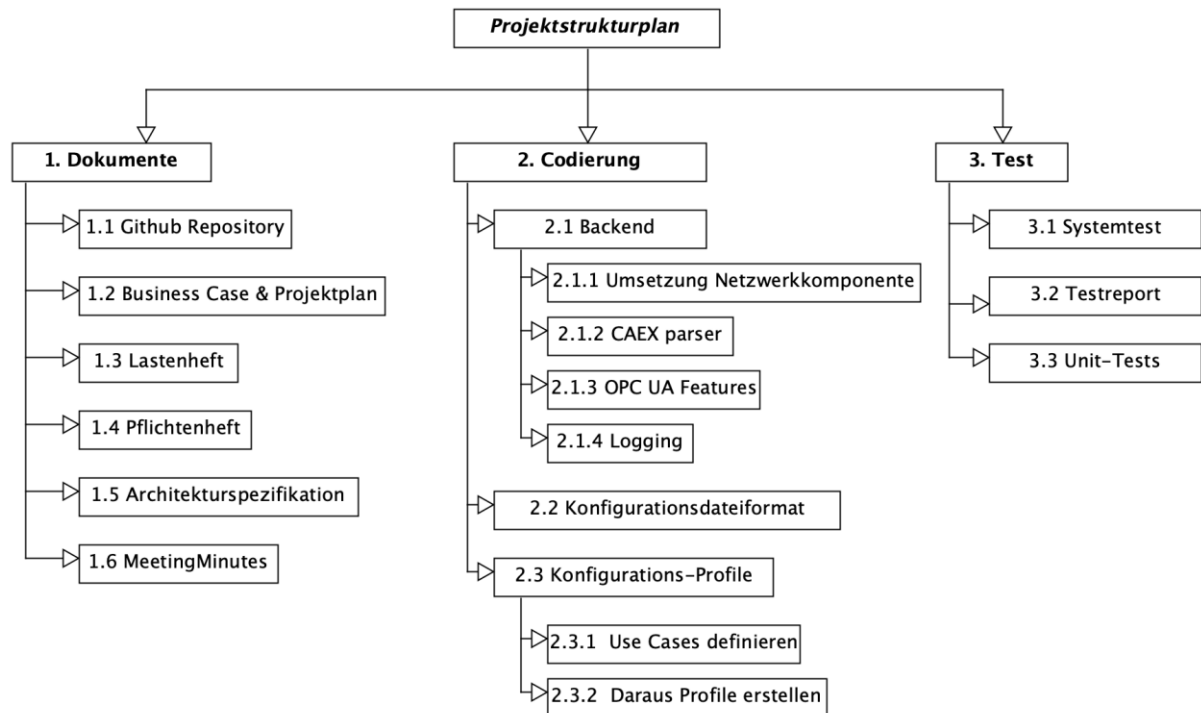 Projektstrukturplan
1. Dokumente
1.1 Github Repository
1.2 Business Case & Projektplan
1.3 Lastenheft
1.4 Pflichtenheft
1.5 Architekturspezifikation
1.6 MeetingMinutes
2. Codierung
2.1 Backend
2.1.1 Umsetzung Netzwerkkomponente
2.1.2 CAEX parser
2.1.3 OPC UA Features
2.1.4 Logging
2.2 Konfigurationsdateiformat
2.3 Konfigurations-Profile
2.3.1 Use Cases definieren
2.3.2 Daraus Profile erstellen
3. Test
3.1 Systemtest
3.2 Testreport
3.3 Unit-Tests